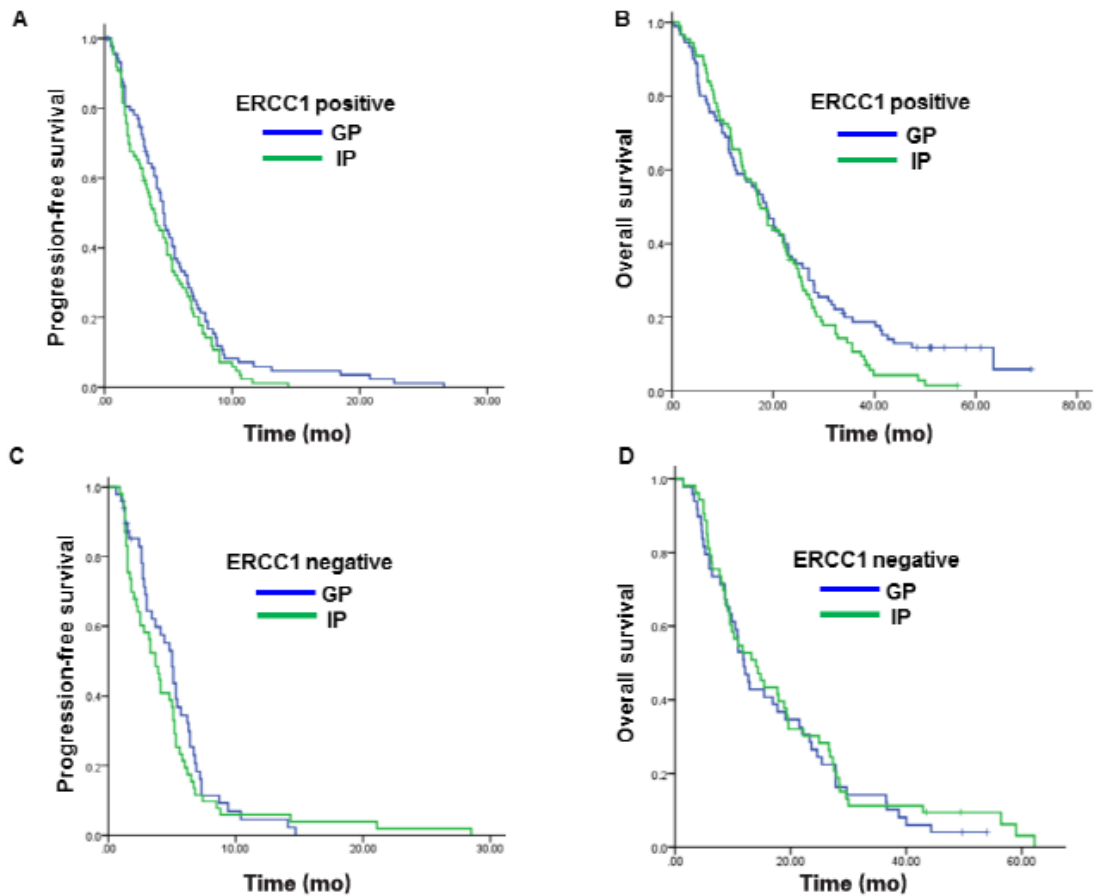 A
Progression-free survival
1.0
0.8
0.6
0.4
0.2
0.0
ERCC1 positive
GP
IP
.00 10.00 20.00 30.00
Time (mo)
B
Overall survival
1.0
0.8
0.6
0.4
0.2
0.0
ERCC1 positive
GP
IP
.00 20.00 40.00 60.00 80.00
Time (mo)
C
Progression-free survival
1.0
0.8
0.6
0.4
0.2
0.0
ERCC1 negative
GP
IP
.00 10.00 20.00 30.00
Time (mo)
D
Overall survival
1.0
0.8
0.6
0.4
0.2
0.0
ERCC1 negative
GP
IP
.00 20.00 40.00 60.00
Time (mo)